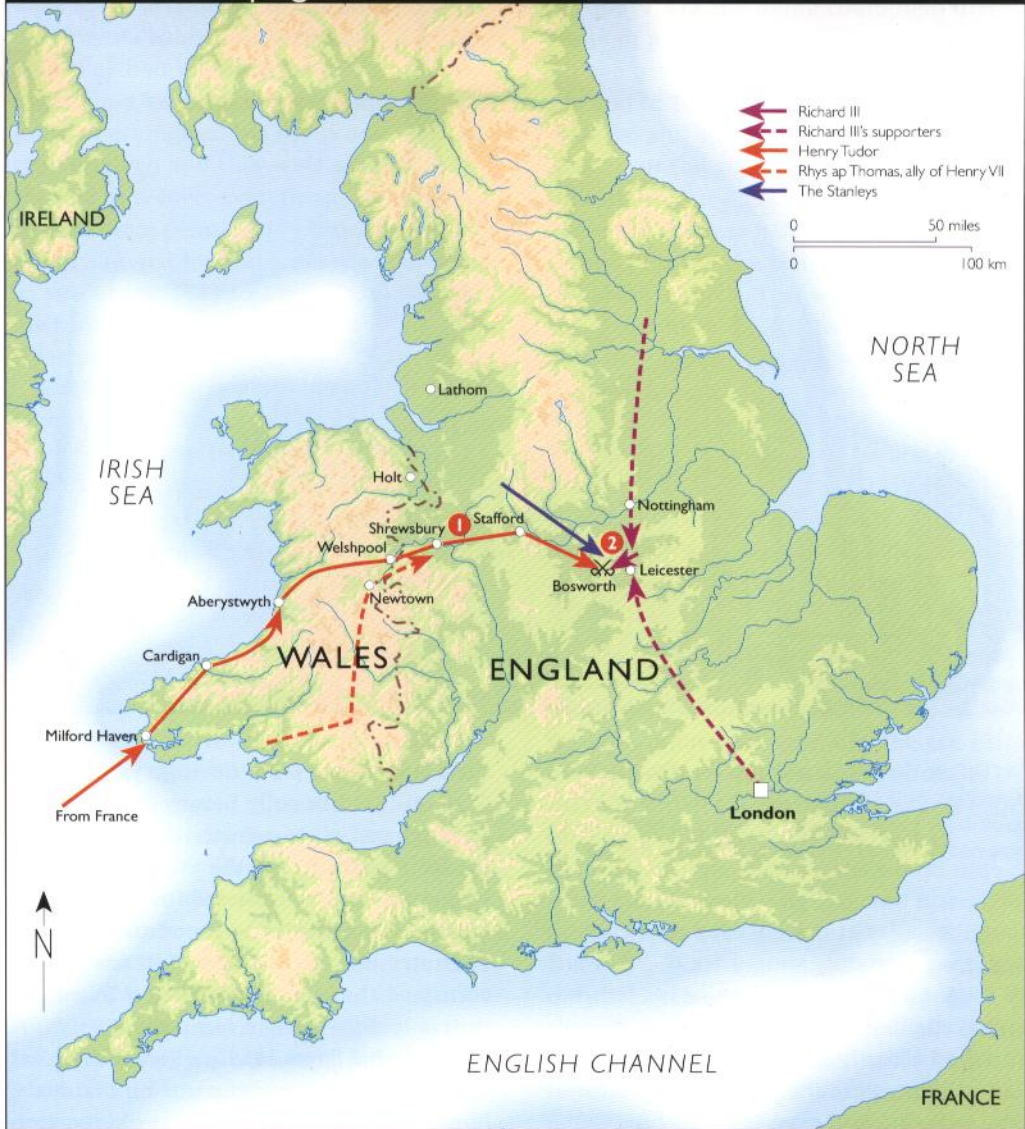 Richard III
Richard III's supporters
Henry Tudor
Rhys ap Thomas, ally of Henry VII
The Stanleys
0 50 miles
0 100 km
IRELAND
NORTH
SEA
Lathom
IRISH
SEA
Holt
Nottingham
Shrewsbury
1
Stafford
2
Welshpool
Leicester
Bosworth
Aberystwyth
Newtown
Cardigan
WALES
ENGLAND
Milford Haven
From France
London
N
ENGLISH CHANNEL
FRANCE